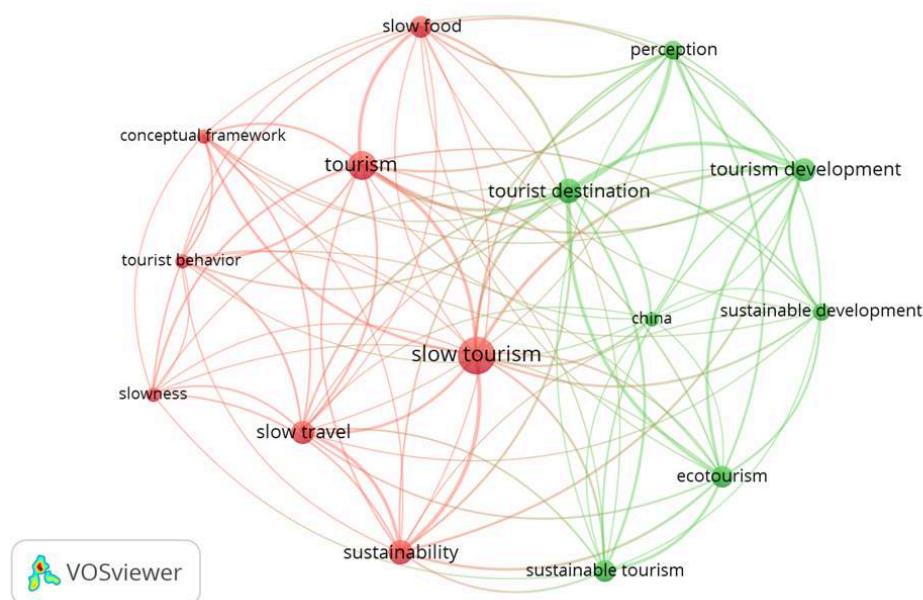 slow food
perception
conceptual framework
tourism
tourism development
tourist destination
tourist behavior
china
sustainable development
slow tourism
slowness
slow travel
ecotourism
sustainability
sustainable tourism
VOSviewer